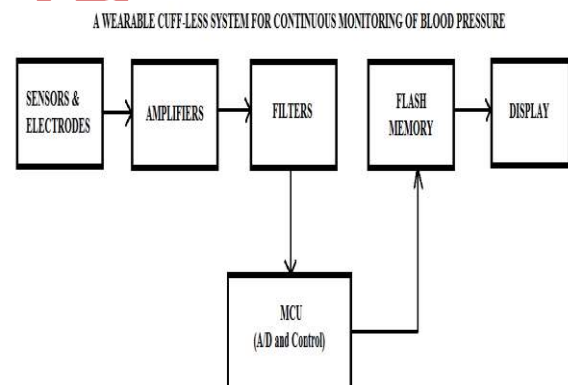 A WEARABLE CUFF-LESS SYSTEM FOR CONTINUOUS MONITORING OF BLOOD PRESSURE
SENSORS &
ELECTRODES
AMPLIFIERS
FILTERS
FLASH
MEMORY
DISPLAY
MCU
(A/D and Control)